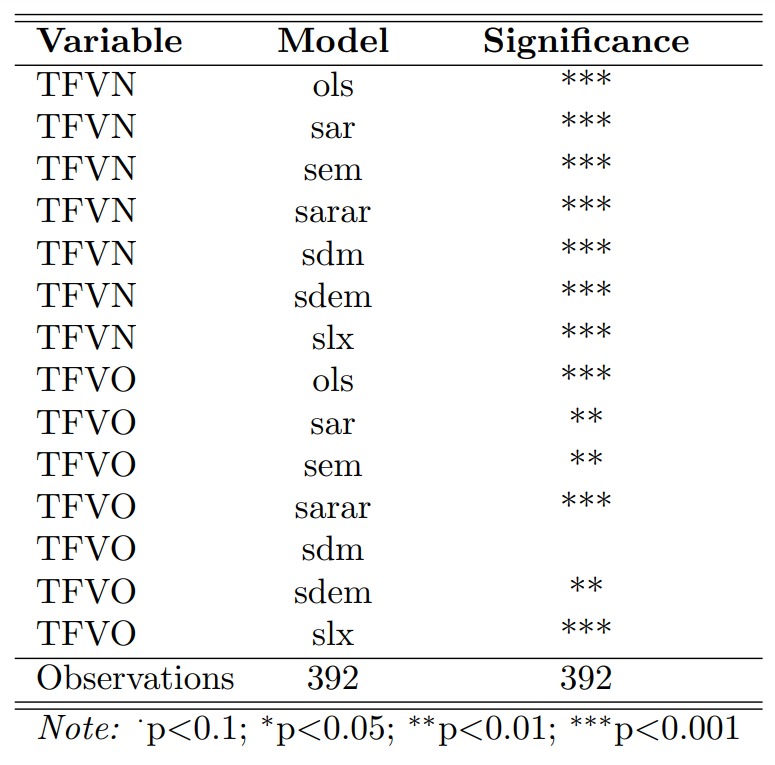 Variable Model Significance
TFVN ols ***
TFVN sar ***
TFVN sem ***
TFVN sarar ***
TFVN sdm ***
TFVN sdem ***
TFVN slx ***
TFVO ols ***
TFVO sar **
TFVO sem **
TFVO sarar ***
TFVO sdm
TFVO sdem **
TFVO slx ***
Observations 392 392
Note: ˙p<0.1; *p<0.05; **p<0.01; ***p<0.001